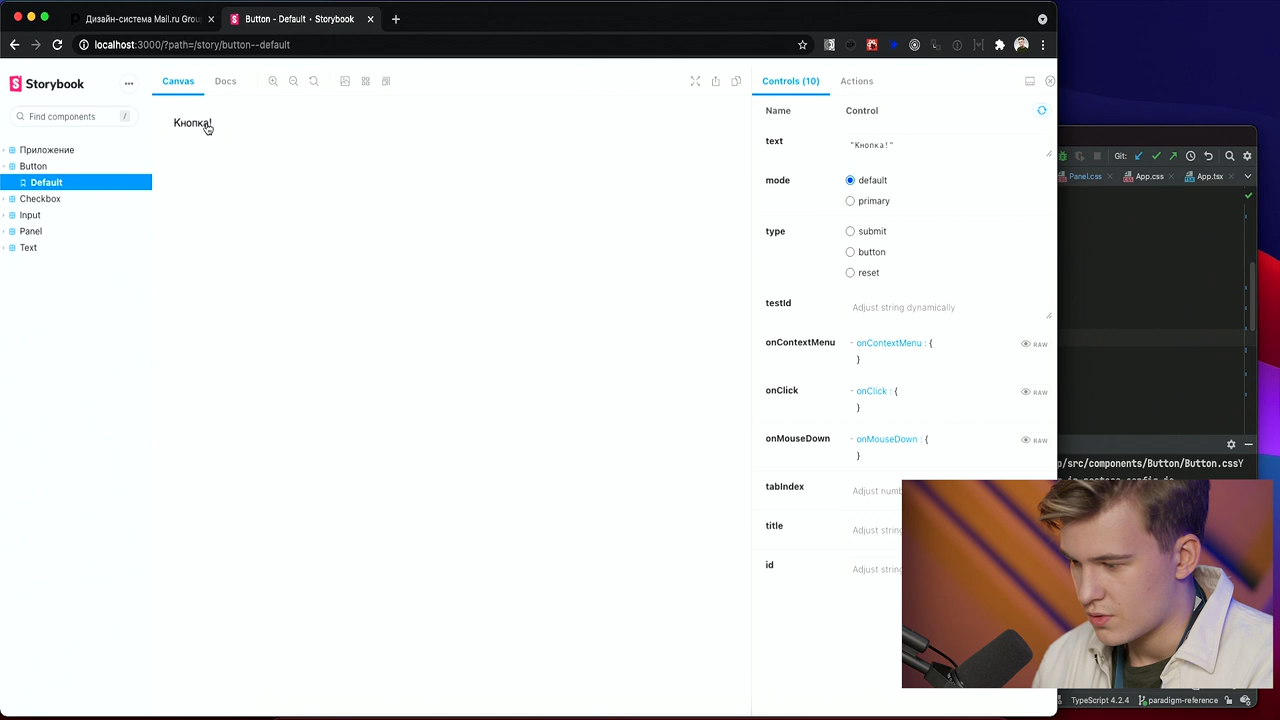 Дизайн-система Mail.ru Grou
Button - Default · Storybook
localhost:3000/?path=/story/button--default
Storybook
Canvas
Docs
Controls (10)
Actions
Find components
/
Name
Control
Приложение
Button
Default
Checkbox
Input
Panel
Text
Кнопка!
text
"Кнопка!"
mode
default
primary
type
submit
button
reset
testId
Adjust string dynamically
onContextMenu
- onContextMenu : {
}
RAW
onClick
- onClick : {
}
RAW
onMouseDown
- onMouseDown : {
}
RAW
tabIndex
Adjust num
title
Adjust string
id
Adjust string
Git:
Panel.css
App.css
App.tsx
p/src/components/Button/Button.cssY
TypeScript 4.2.4
paradigm-reference